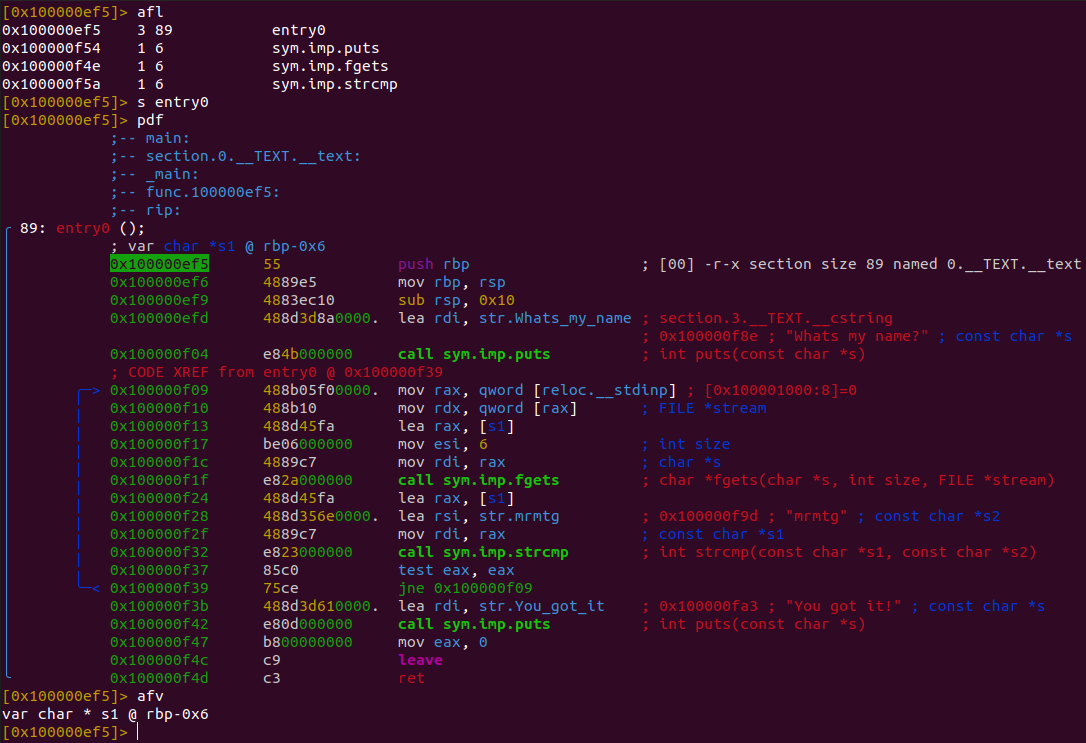 [0x100000ef5]> afl
0x100000ef5    3 89           entry0
0x100000f54    1 6            sym.imp.puts
0x100000f4e    1 6            sym.imp.fgets
0x100000f5a    1 6            sym.imp.strcmp
[0x100000ef5]> s entry0
[0x100000ef5]> pdf
;-- main:
;-- section.0.__TEXT.__text:
;-- _main:
;-- func.100000ef5:
;-- rip:
89: entry0 ();
; var char *s1 @ rbp-0x6
0x100000ef5      55             push rbp                   ; [00] -r-x section size 89 named 0.__TEXT.__text
0x100000ef6      4889e5         mov rbp, rsp
0x100000ef9      4883ec10       sub rsp, 0x10
0x100000efd      488d3d8a0000.  lea rdi, str.Whats_my_name ; section.3.__TEXT.__cstring
; 0x100000f8e ; "Whats my name?" ; const char *s
0x100000f04      e84b000000     call sym.imp.puts          ; int puts(const char *s)
; CODE XREF from entry0 @ 0x100000f39
0x100000f09      488b05f00000.  mov rax, qword [reloc.__stdinp] ; [0x100001000:8]=0
0x100000f10      488b10         mov rdx, qword [rax]       ; FILE *stream
0x100000f13      488d45fa       lea rax, [s1]
0x100000f17      be06000000     mov esi, 6                 ; int size
0x100000f1c      4889c7         mov rdi, rax               ; char *s
0x100000f1f      e82a000000     call sym.imp.fgets         ; char *fgets(char *s, int size, FILE *stream)
0x100000f24      488d45fa       lea rax, [s1]
0x100000f28      488d356e0000.  lea rsi, str.mrmtg         ; 0x100000f9d ; "mrmtg" ; const char *s2
0x100000f2f      4889c7         mov rdi, rax               ; const char *s1
0x100000f32      e823000000     call sym.imp.strcmp        ; int strcmp(const char *s1, const char *s2)
0x100000f37      85c0           test eax, eax
0x100000f39      75ce           jne 0x100000f09
0x100000f3b      488d3d610000.  lea rdi, str.You_got_it    ; 0x100000fa3 ; "You got it!" ; const char *s
0x100000f42      e80d000000     call sym.imp.puts          ; int puts(const char *s)
0x100000f47      b800000000     mov eax, 0
0x100000f4c      c9             leave
0x100000f4d      c3             ret
[0x100000ef5]> afv
var char * s1 @ rbp-0x6
[0x100000ef5]>